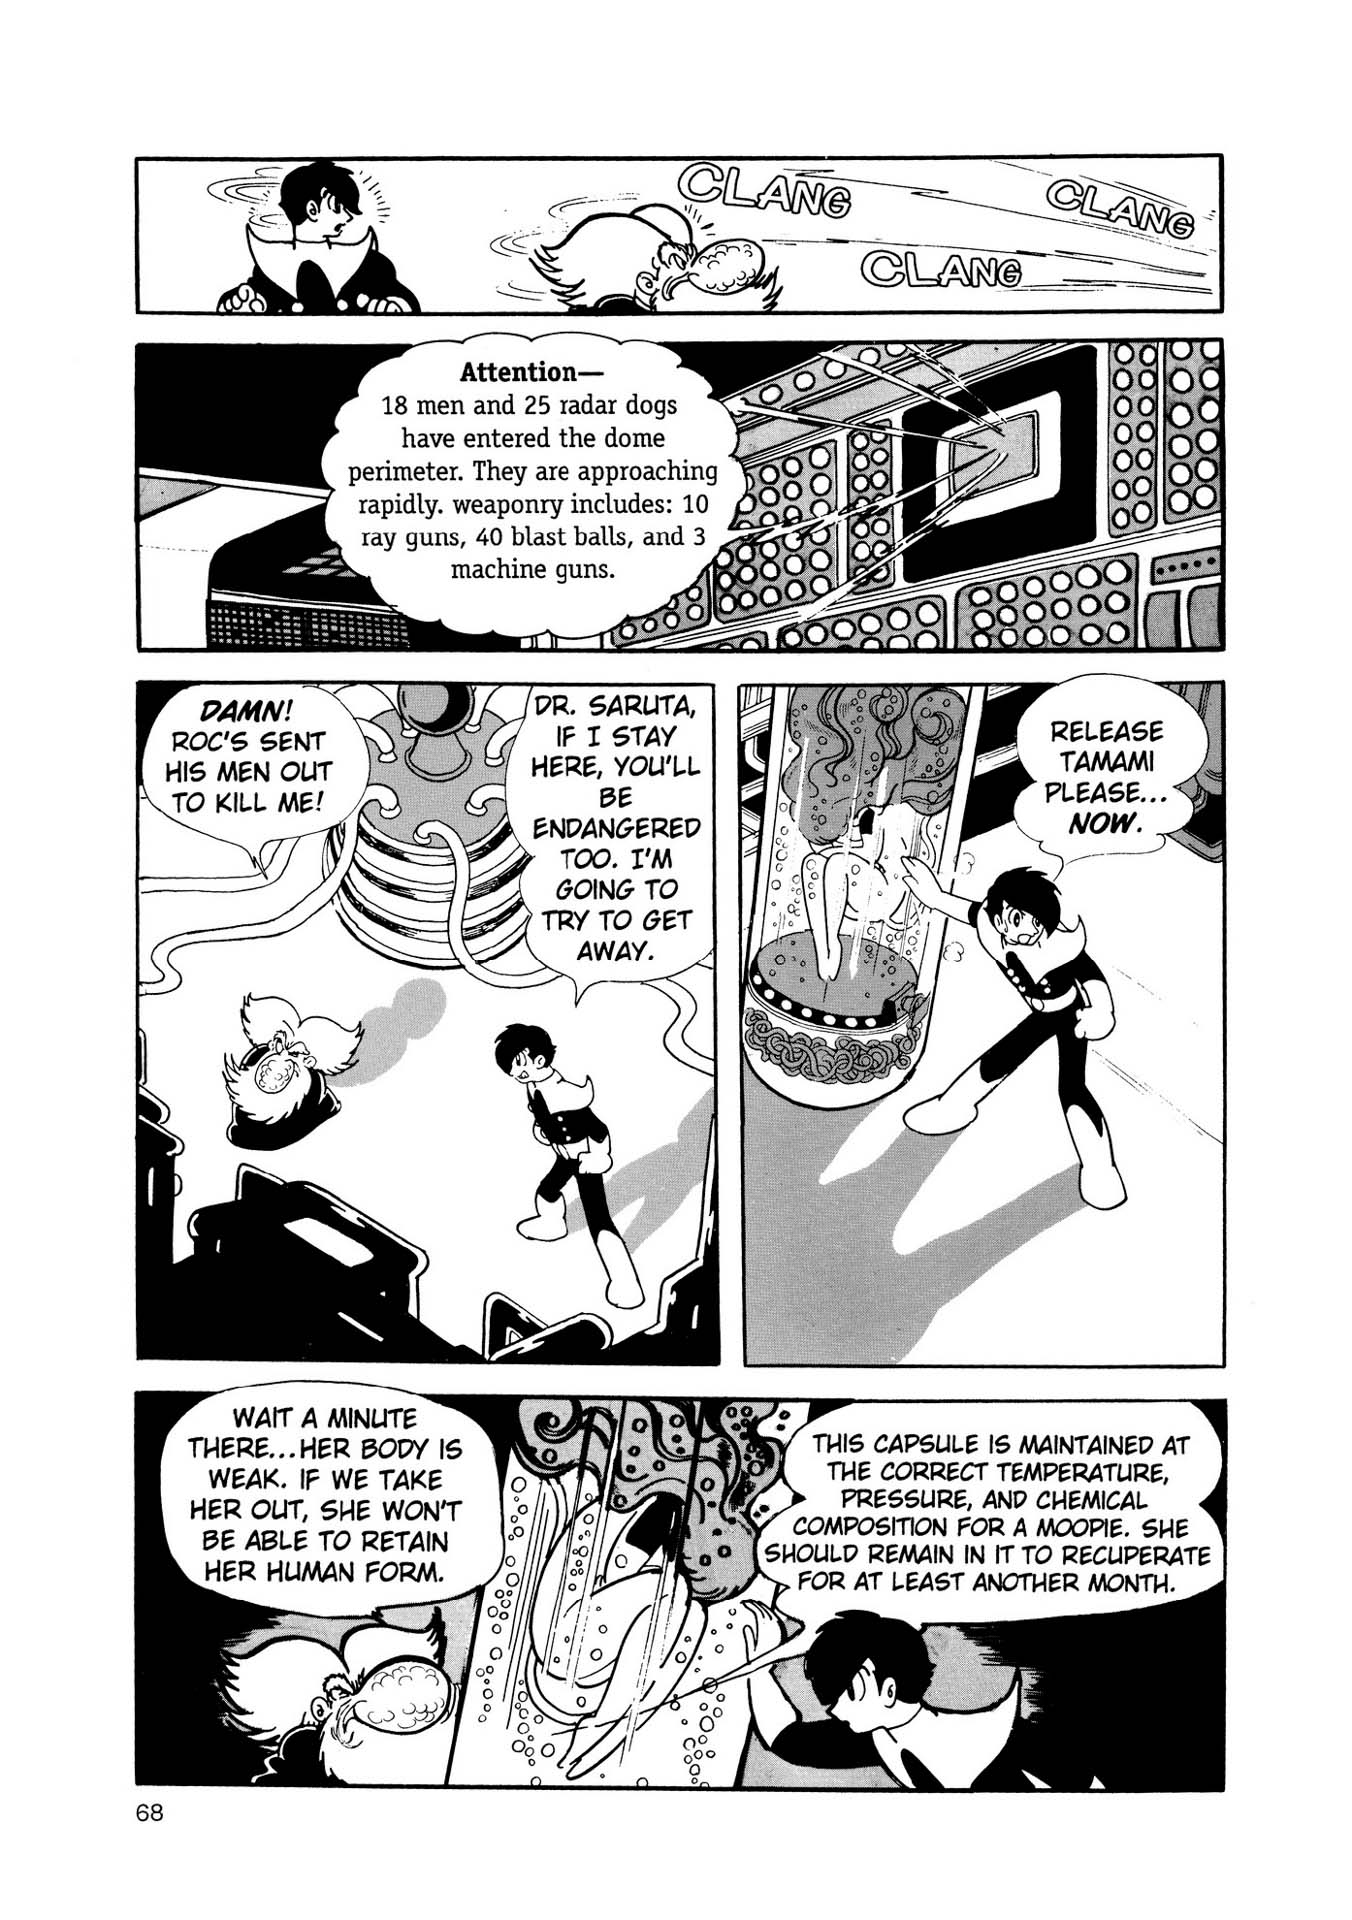 CLANG
CLANG
CLANG
Attention—
18 men and 25 radar dogs
have entered the dome
perimeter. They are approaching
rapidly. weaponry includes: 10
ray guns, 40 blast balls, and 3
machine guns.
DAMN!
ROC'S SENT
HIS MEN OUT
TO KILL ME!
DR. SARUTA,
IF I STAY
HERE, YOU'LL
BE
ENDANGERED
TOO. I'M
GOING TO
TRY TO GET
AWAY.
RELEASE
TAMAMI
PLEASE...
NOW.
WAIT A MINUTE
THERE...HER BODY IS
WEAK. IF WE TAKE
HER OUT, SHE WON'T
BE ABLE TO RETAIN
HER HUMAN FORM.
THIS CAPSULE IS MAINTAINED AT
THE CORRECT TEMPERATURE,
PRESSURE, AND CHEMICAL
COMPOSITION FOR A MOOPIE. SHE
SHOULD REMAIN IN IT TO RECUPERATE
FOR AT LEAST ANOTHER MONTH.
68